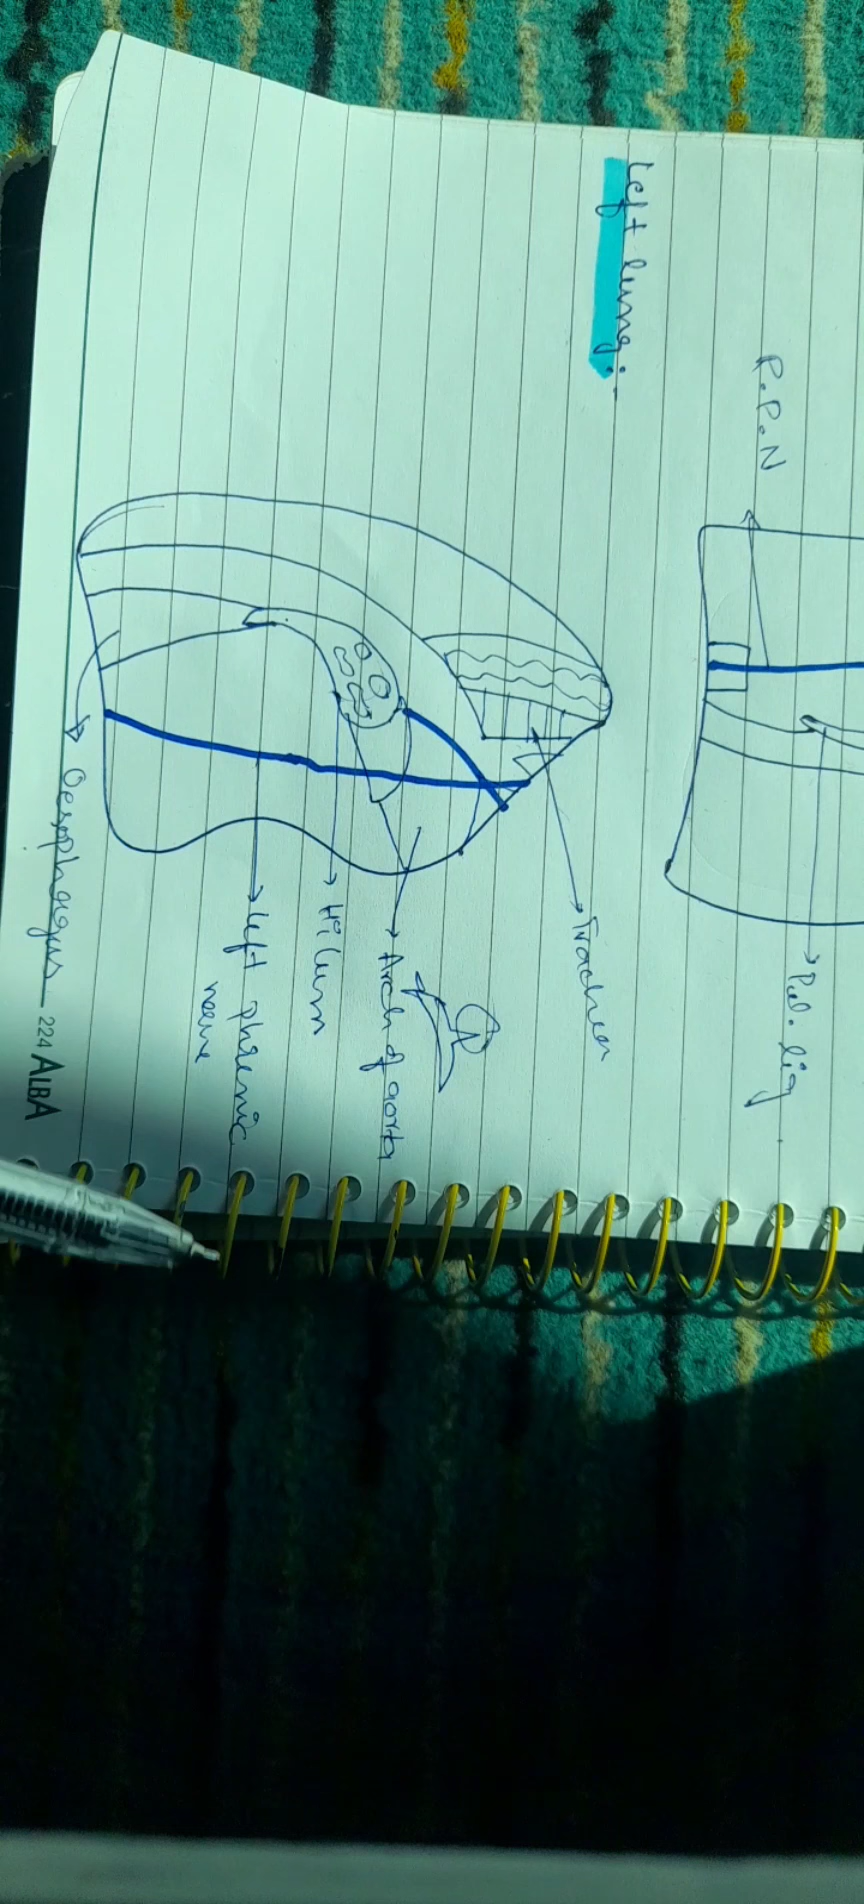 R.P.N
Pul. lig.
Left lung:-
Trachea
Arch of aorta
Hilum
left phrenic
nerve
Oesophagus
224 ALBA